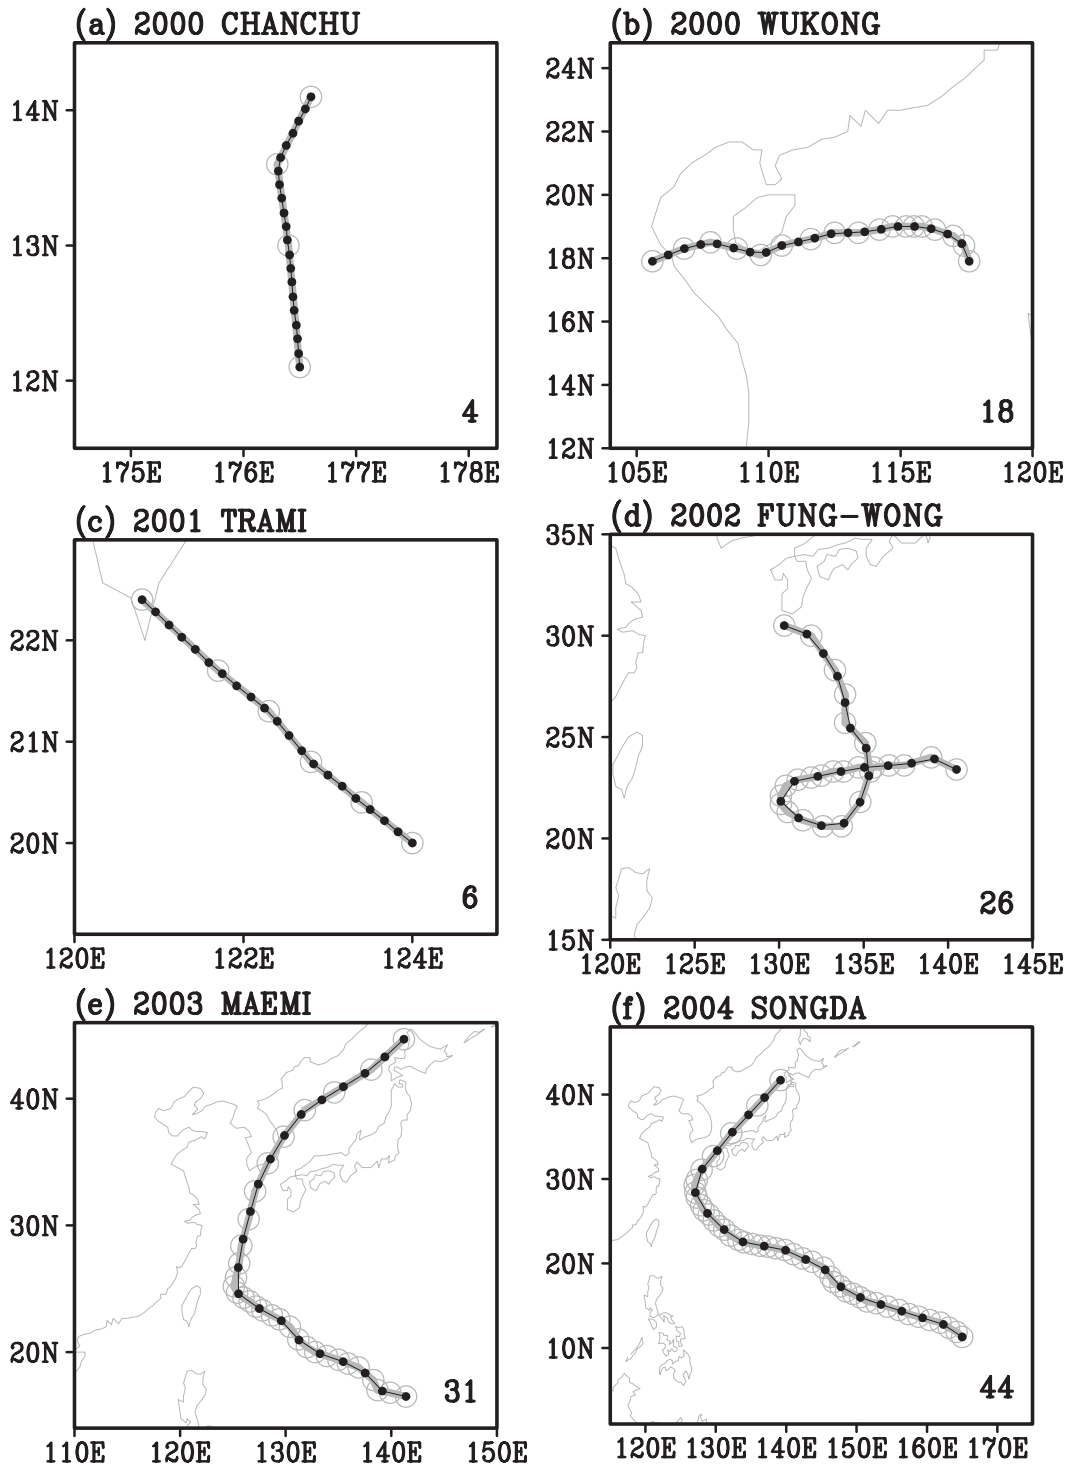 (a) 2000 CHANCHU
14N
13N
12N
4
175E 176E 177E 178E
(b) 2000 WUKONG
24N
22N
20N
18N
16N
14N
12N
18
105E 110E 115E 120E
(c) 2001 TRAMI
22N
21N
20N
6
120E 122E 124E
(d) 2002 FUNG-WONG
35N
30N
25N
20N
15N
26
120E 125E 130E 135E 140E 145E
(e) 2003 MAEMI
40N
30N
20N
31
110E 120E 130E 140E 150E
(f) 2004 SONGDA
40N
30N
20N
10N
44
120E 130E 140E 150E 160E 170E